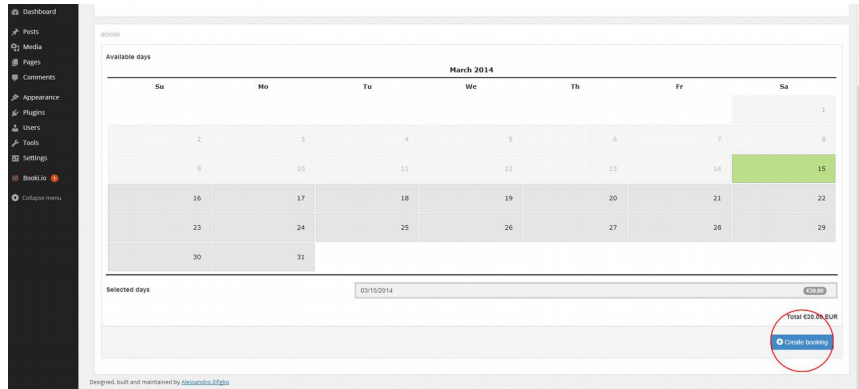 Dashboard
Posts
Media
Pages
Comments
Appearance
Plugins
Users
Tools
Settings
Booki.io 1
Collapse menu
BOOKI
Available days
March 2014
Su Mo Tu We Th Fr Sa
1
2 3 4 5 6 7 8
9 10 11 12 13 14 15
16 17 18 19 20 21 22
23 24 25 26 27 28 29
30 31
Selected days 03/15/2014 €30.00
Total €30.00 EUR
Create booking
Designed, built and maintained by Alessandro Zifiglio